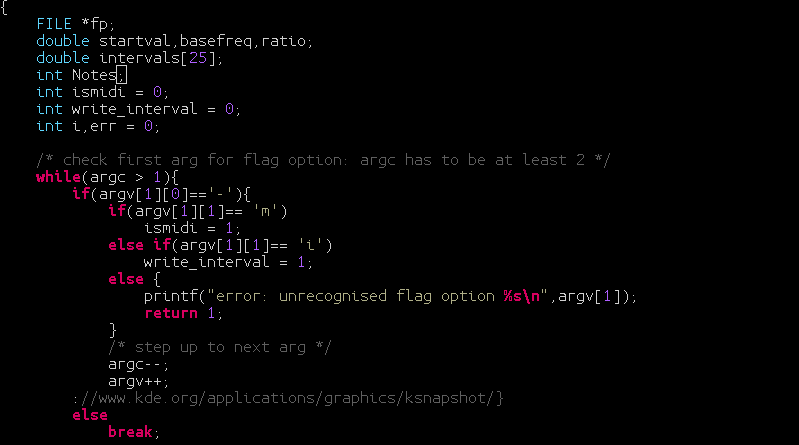 {
    FILE *fp;
    double startval,basefreq,ratio;
    double intervals[25];
    int Notes;
    int ismidi = 0;
    int write_interval = 0;
    int i,err = 0;

    /* check first arg for flag option: argc has to be at least 2 */
    while(argc > 1){
        if(argv[1][0]=='-'){
            if(argv[1][1]== 'm')
                ismidi = 1;
            else if(argv[1][1]== 'i')
                write_interval = 1;
            else {
                printf("error: unrecognised flag option %s\n",argv[1]);
                return 1;
            }
            /* step up to next arg */
            argc--;
            argv++;
        ://www.kde.org/applications/graphics/ksnapshot/}
        else
            break;